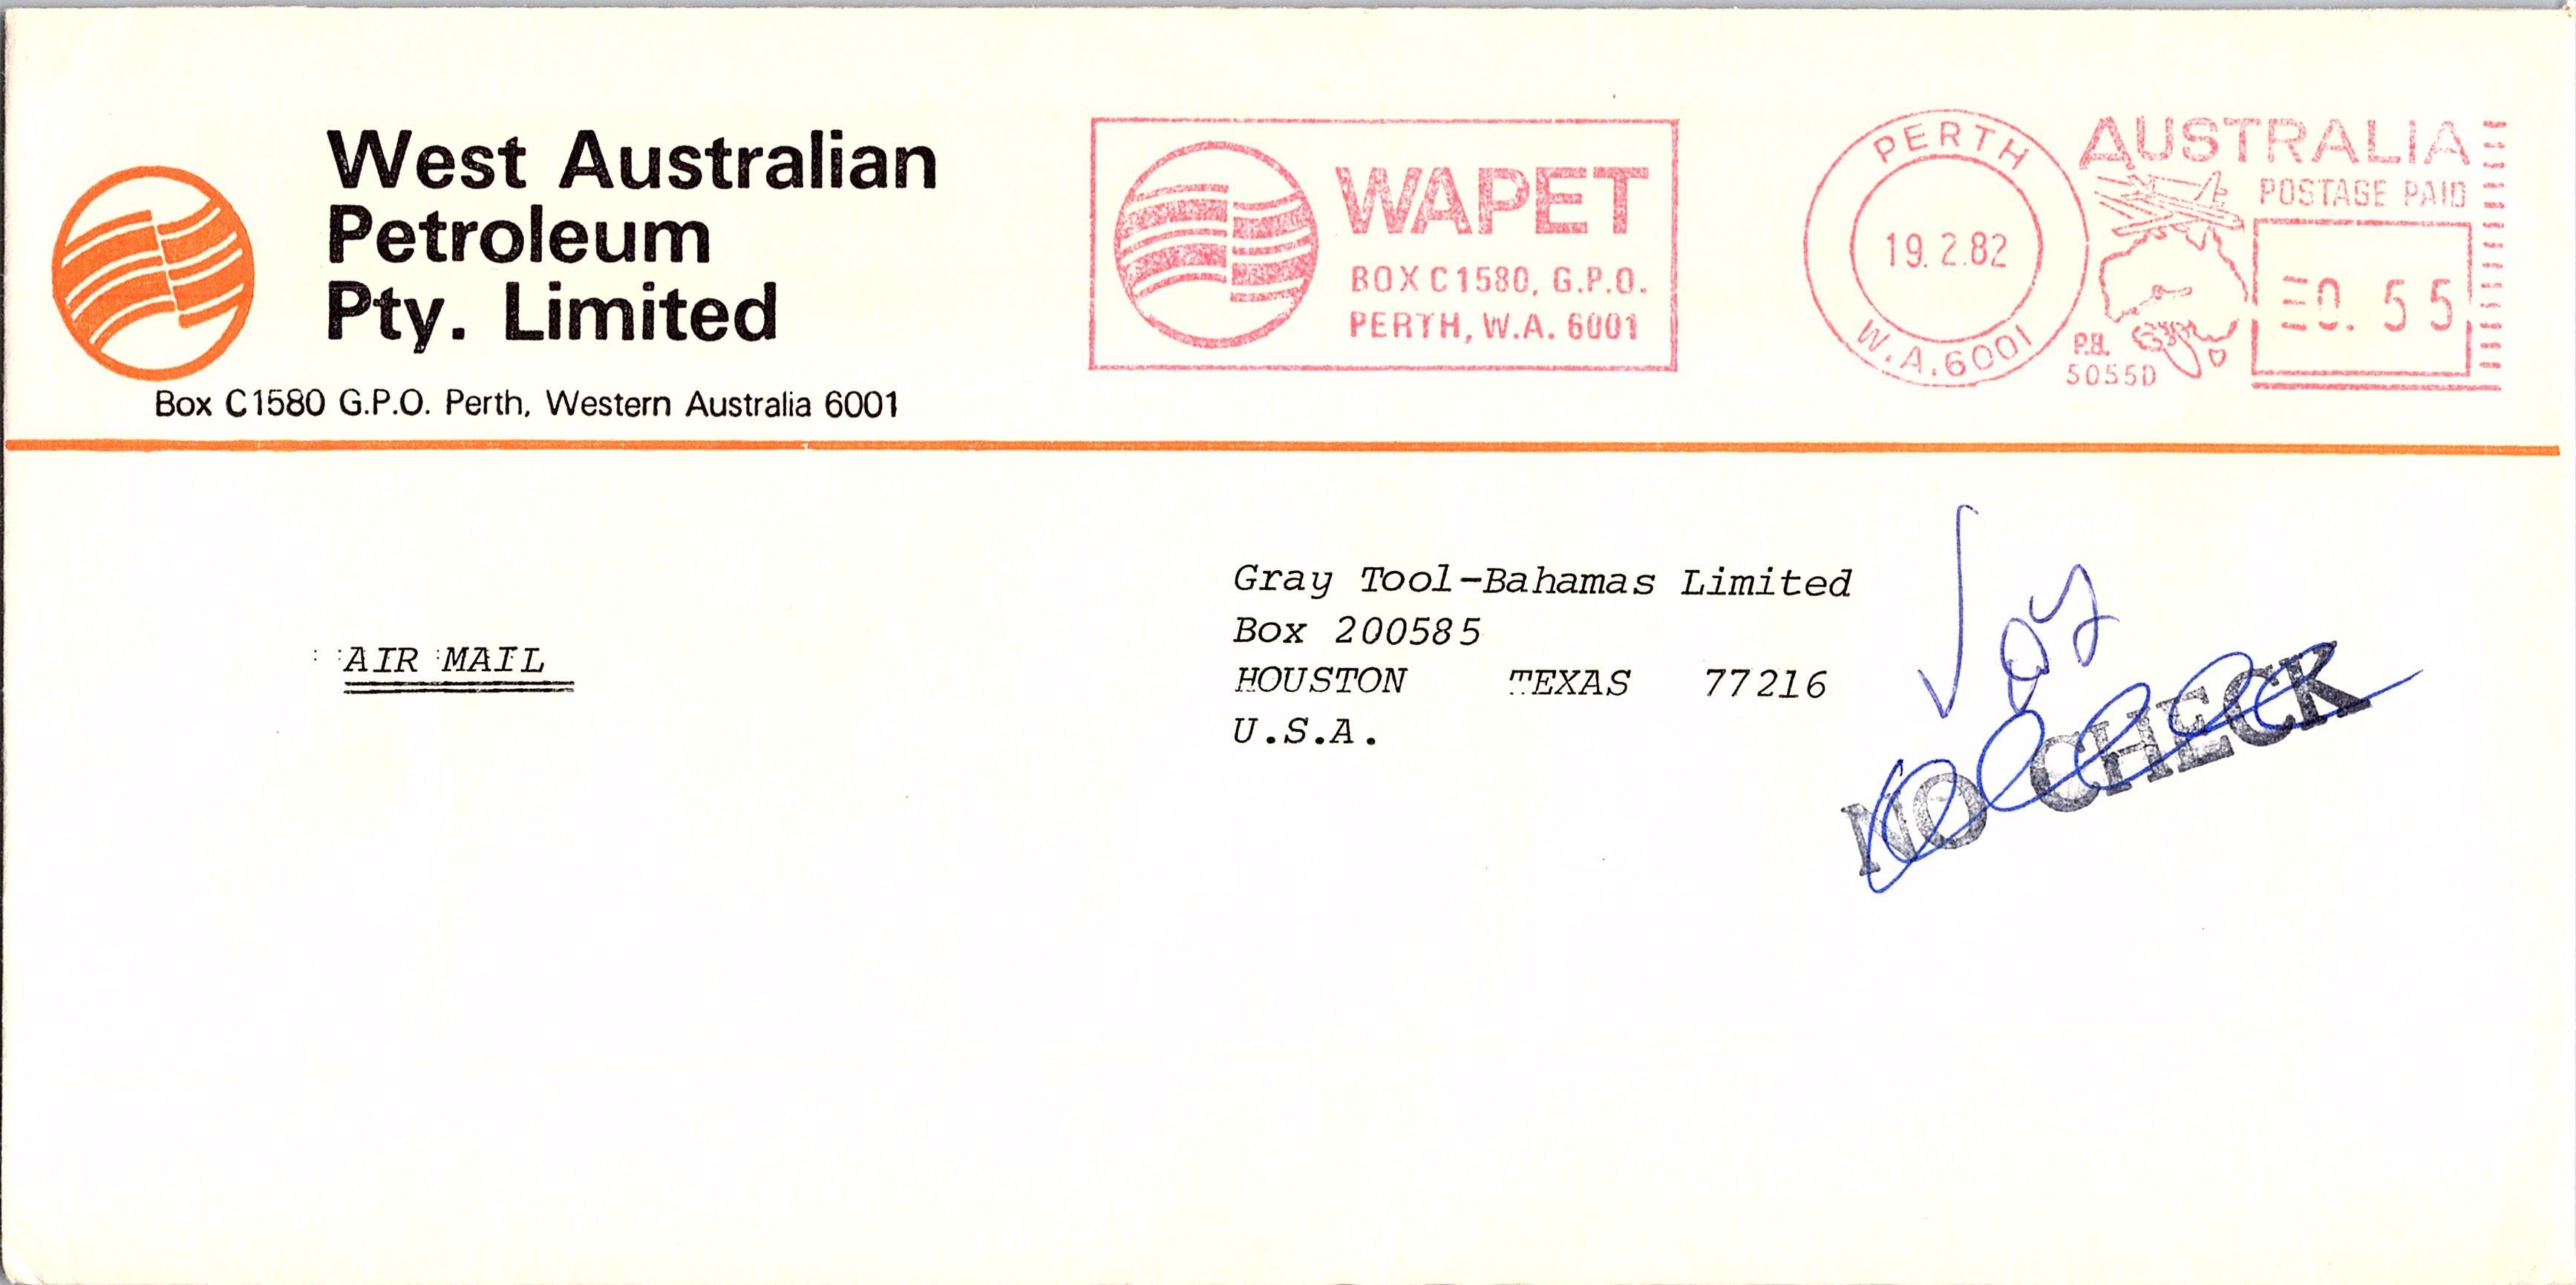 West Australian
Petroleum
Pty. Limited
Box C1580 G.P.O. Perth, Western Australia 6001
WAPET
BOX C1580, G.P.O.
PERTH, W.A. 6001
PERTH
19.2.82
W.A.6001
AUSTRALIA
POSTAGE PAID
0.55
P.B.
5055D
AIR MAIL
Gray Tool-Bahamas Limited
Box 200585
HOUSTON TEXAS 77216
U.S.A.
NO CHECK